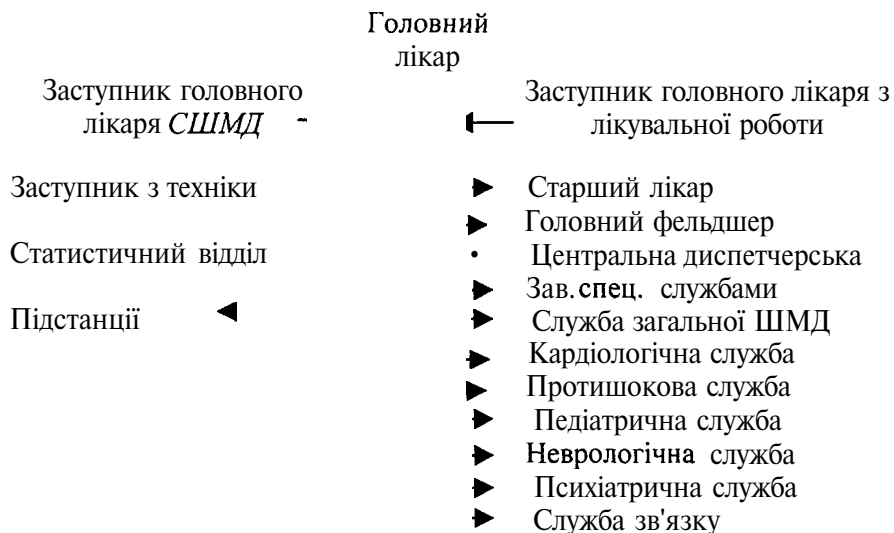 Головний
лікар
Заступник головного
лікаря СШМД
Заступник головного лікаря з
лікувальної роботи
Заступник з техніки
Статистичний відділ
Підстанції
Старший лікар
Головний фельдшер
Центральна диспетчерська
Зав. спец. службами
Служба загальної ШМД
Кардіологічна служба
Протишокова служба
Педіатрична служба
Неврологічна служба
Психіатрична служба
Служба зв'язку